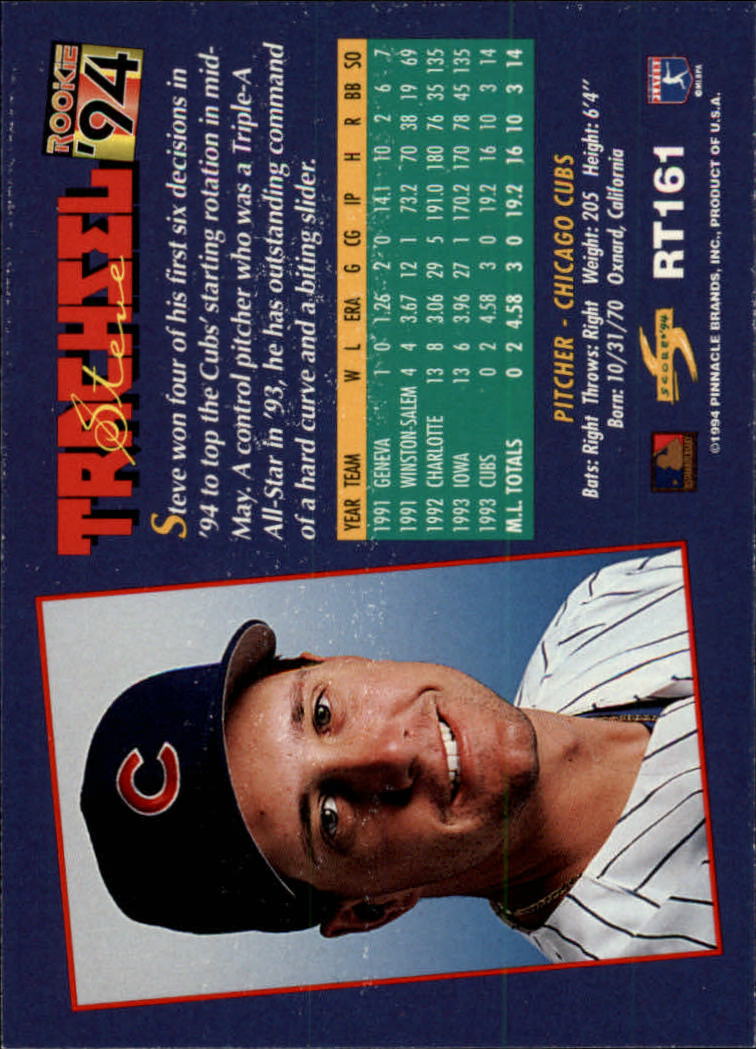 TRACHSEL
Steve
ROOKIE
'94
Steve won four of his first six decisions in
'94 to top the Cubs' starting rotation in mid-
May. A control pitcher who was a Triple-A
All-Star in '93, he has outstanding command
of a hard curve and a biting slider.
YEAR TEAM W L ERA G CG IP H R BB SO
1991 GENEVA 1 0 1.26 2 0 14.1 10 2 6 7
1991 WINSTON-SALEM 4 4 3.67 12 1 73.2 70 38 19 69
1992 CHARLOTTE 13 8 3.06 29 5 191.0 180 76 35 135
1993 IOWA 13 6 3.96 27 1 170.2 170 78 45 135
1993 CUBS 0 2 4.58 3 0 19.2 16 10 3 14
M.L. TOTALS 0 2 4.58 3 0 19.2 16 10 3 14
PITCHER - CHICAGO CUBS
Bats: Right Throws: Right Weight: 205 Height: 6'4"
Born: 10/31/70 Oxnard, California
SCORE '94
RT161
©MLBPA
©1994 PINNACLE BRANDS, INC., PRODUCT OF U.S.A.
C